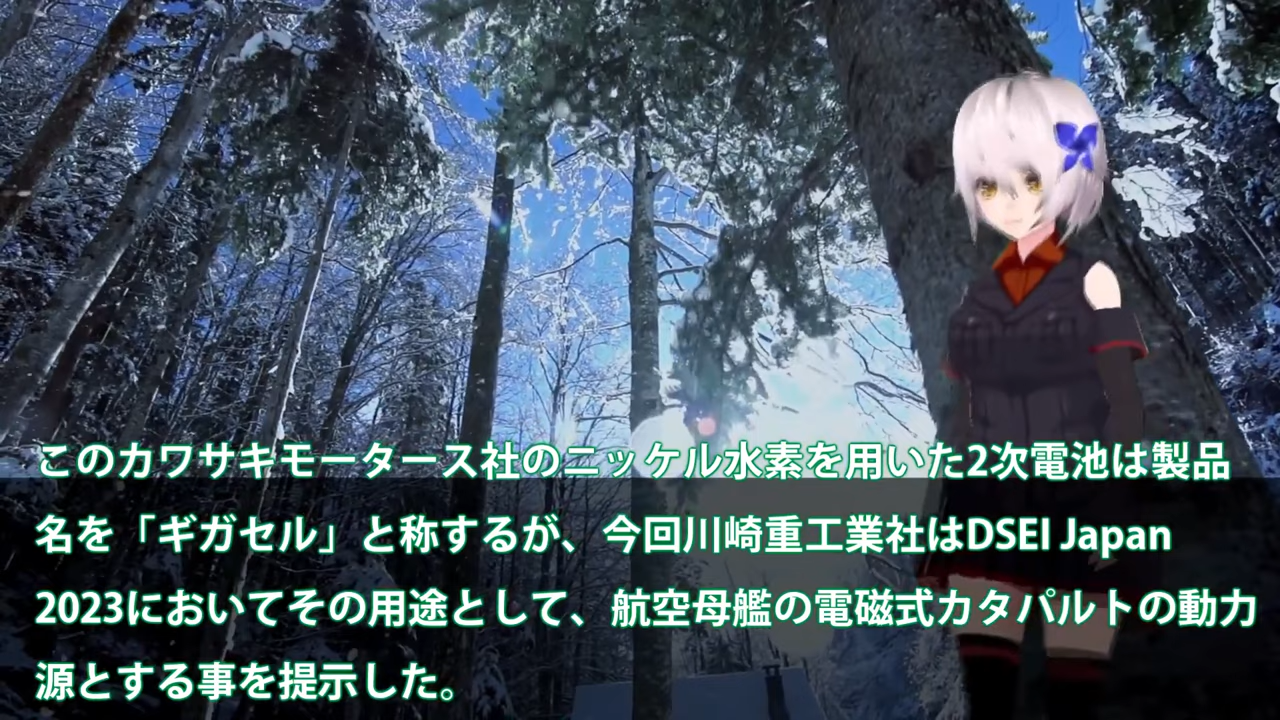 このカワサキモータース社のニッケル水素を用いた2次電池は製品
名を「ギガセル」と称するが、今回川崎重工業社はDSEI Japan
2023においてその用途として、航空母艦の電磁式カタパルトの動力
源とする事を提示した。